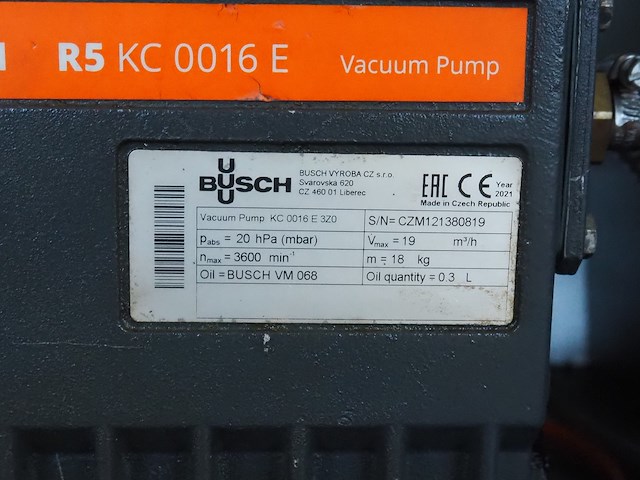 R5 KC 0016 E Vacuum Pump
BUSCH
BUSCH VYROBA CZ s.r.o.
Svarovska 620
CZ 460 01 Liberec
EAC CE Year
2021
Made in Czech Republic
Vacuum Pump KC 0016 E 3Z0 S/N= CZM121380819
pabs = 20 hPa (mbar) Vmax = 19 m³/h
nmax = 3600 min⁻¹ m = 18 kg
Oil = BUSCH VM 068 Oil quantity = 0.3 L